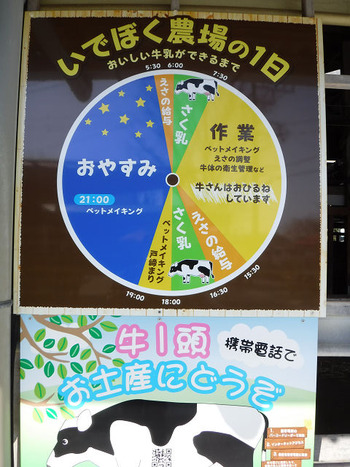 いでぼく農場の1日
おいしい牛乳ができるまで
5:30 6:00
7:30
えさの給与
さく乳
作業
ベットメイキング
えさの調整
牛体の衛生管理など
牛さんはおひるね
しています
おやすみ
21:00
ベットメイキング
ベットメイキング
戸締まり
さく乳
えさの給与
15:30
16:30
18:00
19:00
牛1頭
携帯電話で
お土産にどうぞ